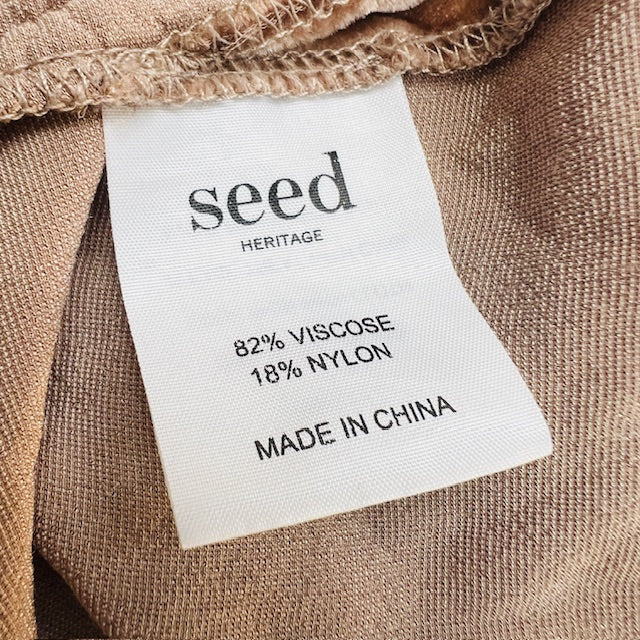 seed
HERITAGE
82% VISCOSE
18% NYLON
MADE IN CHINA